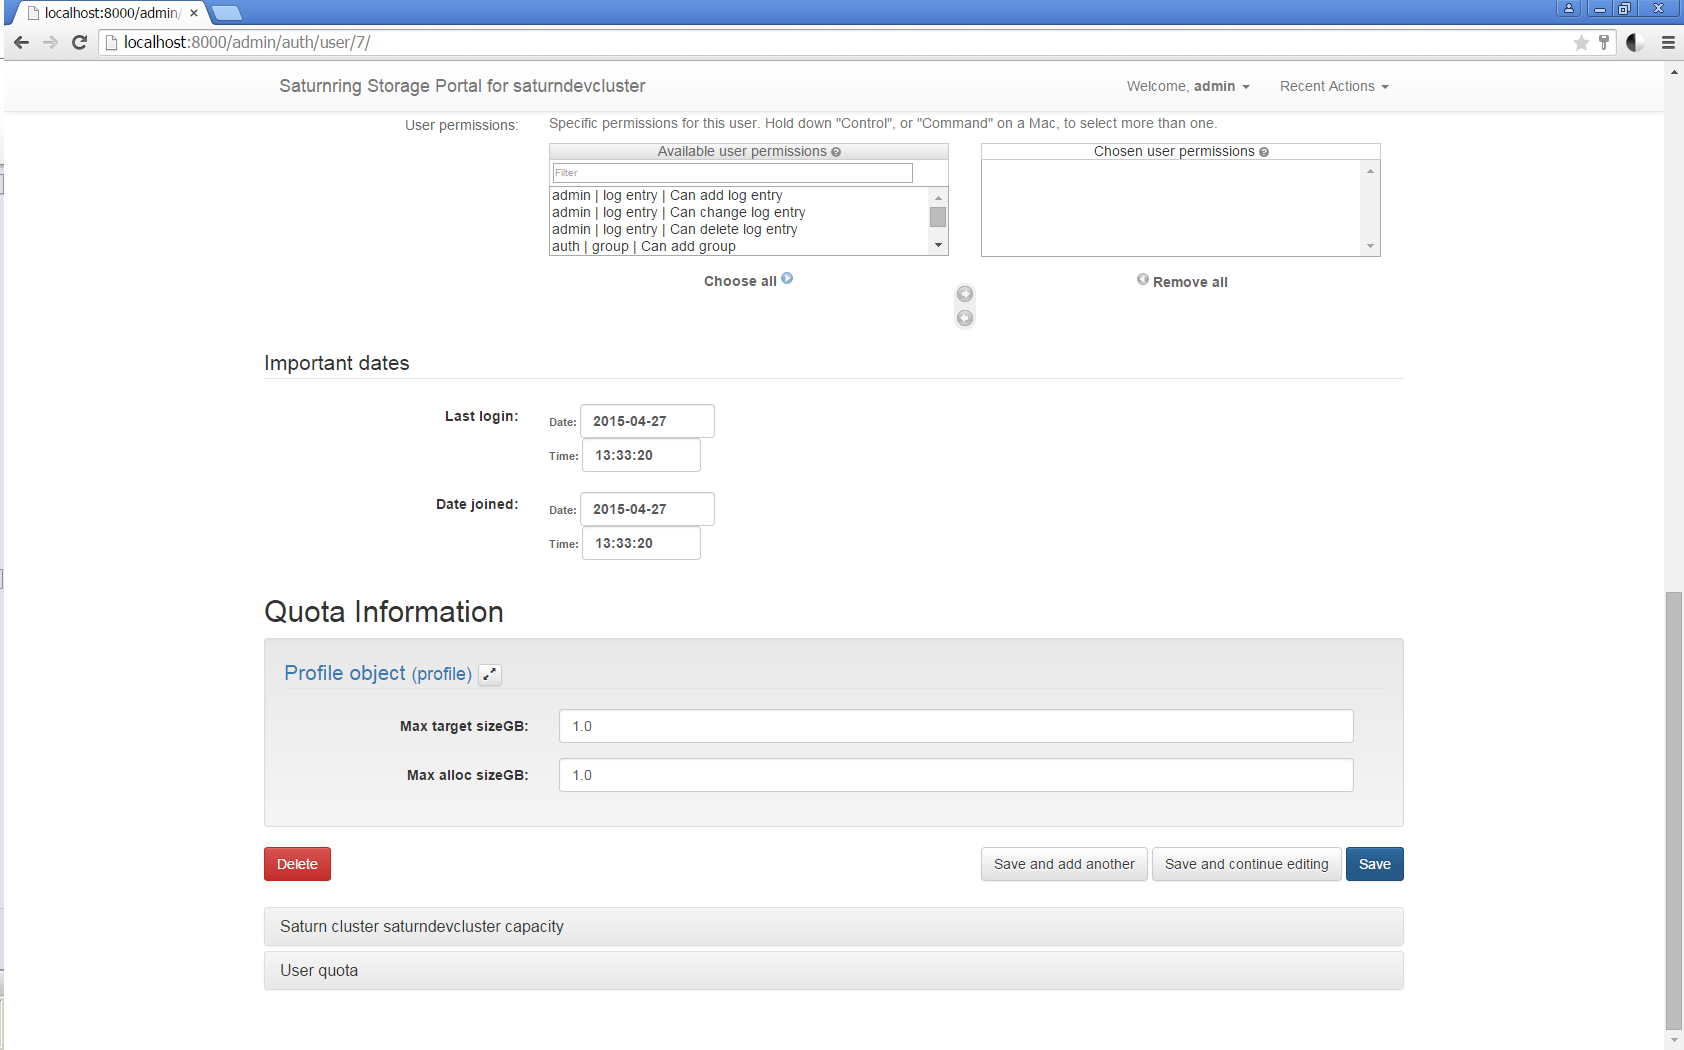 localhost:8000/admin/
localhost:8000/admin/auth/user/7/
Saturnring Storage Portal for saturndevcluster
Welcome, admin
Recent Actions
User permissions:
Specific permissions for this user. Hold down "Control", or "Command" on a Mac, to select more than one.
Available user permissions
Filter
admin | log entry | Can add log entry
admin | log entry | Can change log entry
admin | log entry | Can delete log entry
auth | group | Can add group
Choose all
Chosen user permissions
Remove all
Important dates
Last login:
Date: 2015-04-27
Time: 13:33:20
Date joined:
Date: 2015-04-27
Time: 13:33:20
Quota Information
Profile object (profile)
Max target sizeGB: 1.0
Max alloc sizeGB: 1.0
Delete
Save and add another
Save and continue editing
Save
Saturn cluster saturndevcluster capacity
User quota